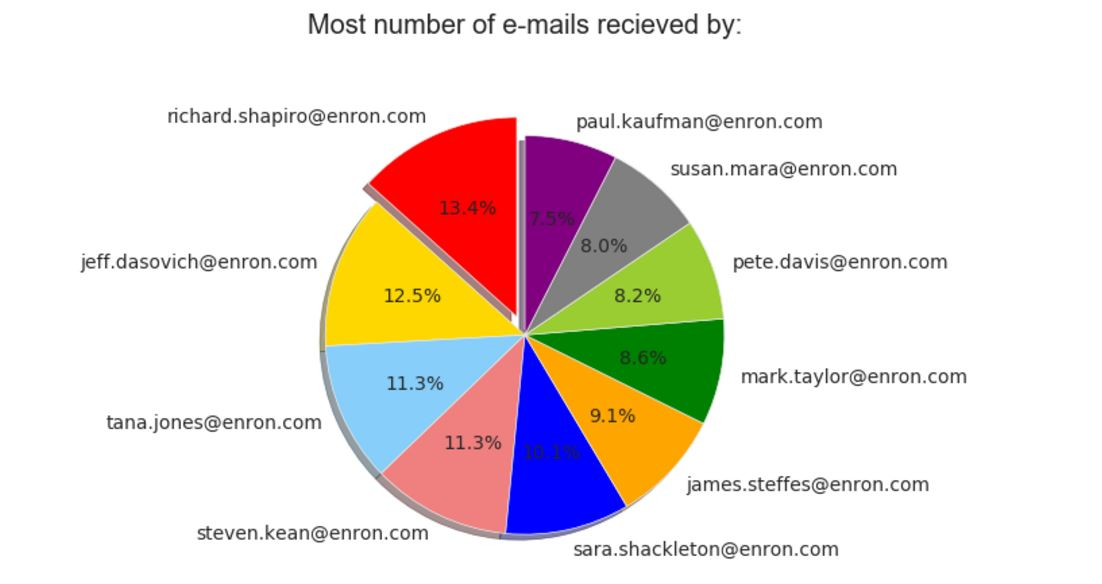 Most number of e-mails recieved by:
richard.shapiro@enron.com
paul.kaufman@enron.com
susan.mara@enron.com
13.4%
7.5%
8.0%
jeff.dasovich@enron.com
pete.davis@enron.com
12.5%
8.2%
8.6%
mark.taylor@enron.com
11.3%
9.1%
tana.jones@enron.com
11.3%
10.1%
james.steffes@enron.com
steven.kean@enron.com
sara.shackleton@enron.com